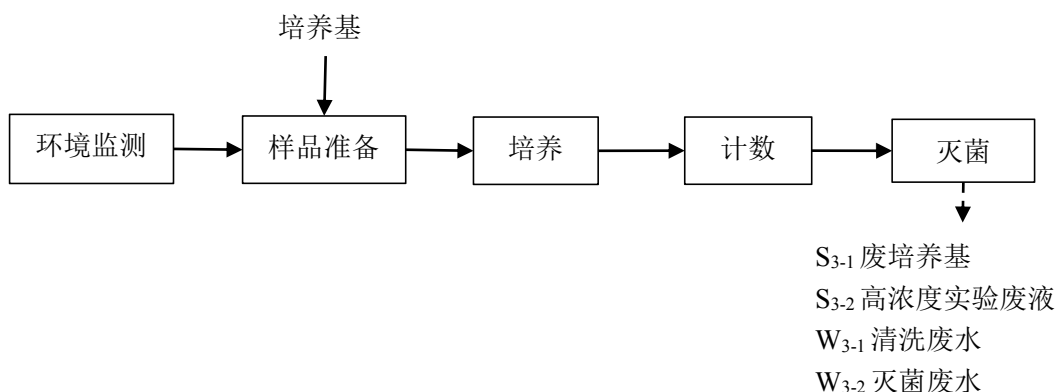 培养基
环境监测
样品准备
培养
计数
灭菌
S3-1 废培养基
S3-2 高浓度实验废液
W3-1 清洗废水
W3-2 灭菌废水